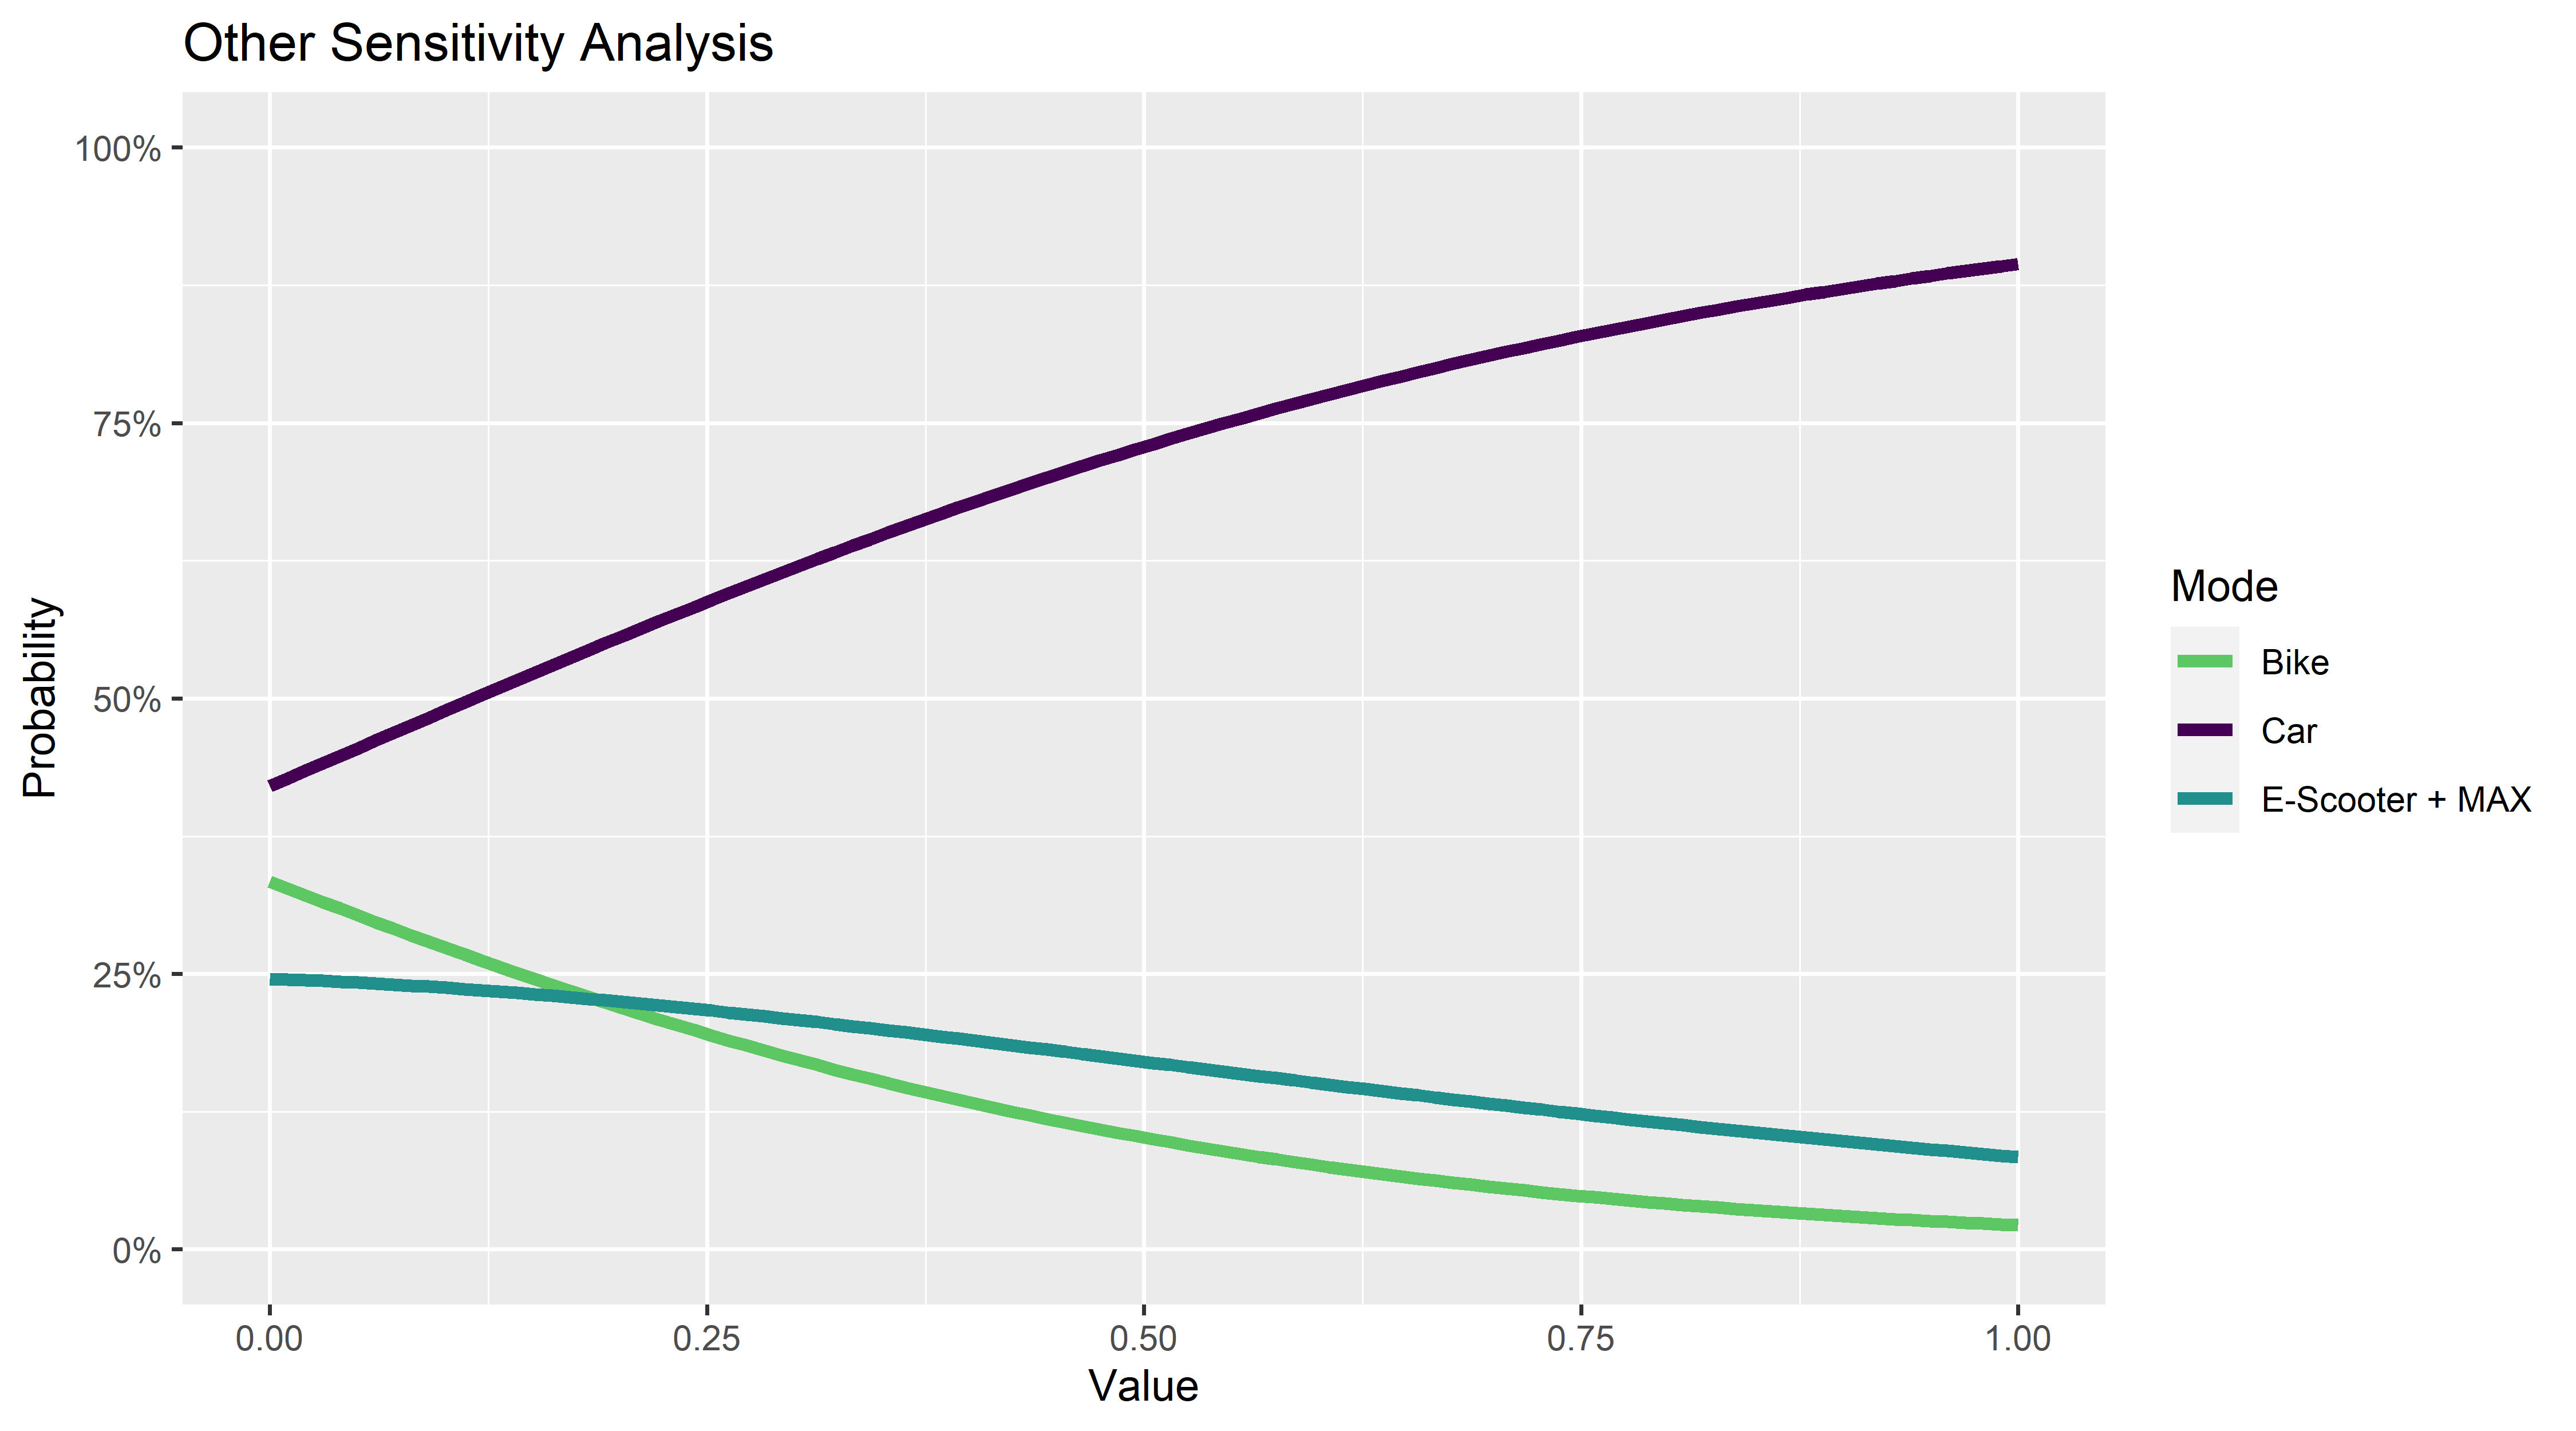 Other Sensitivity Analysis
Probability
100%
75%
50%
25%
0%
0.00 0.25 0.50 0.75 1.00
Value
Mode
Bike
Car
E-Scooter + MAX